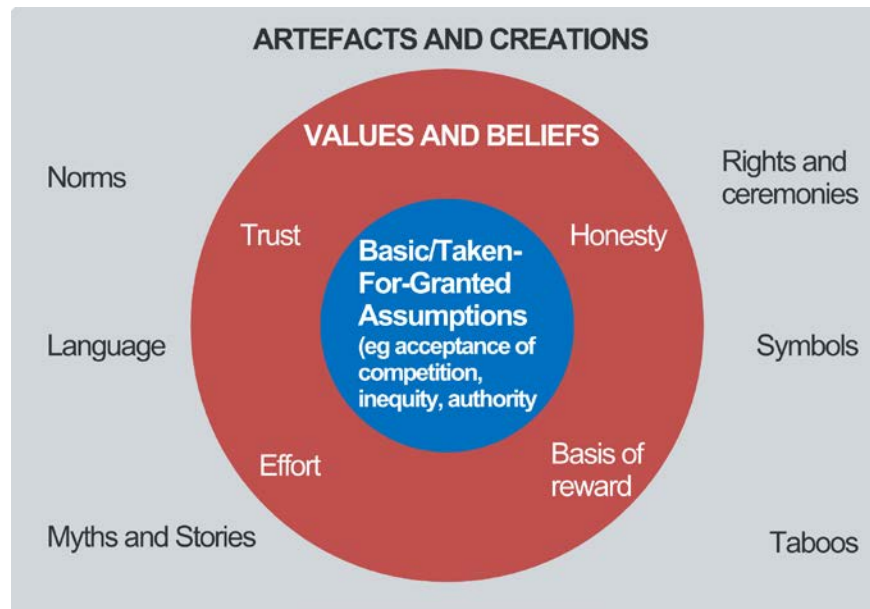 ARTEFACTS AND CREATIONS
VALUES AND BELIEFS
Norms
Rights and
ceremonies
Trust
Honesty
Basic/Taken-
For-Granted
Assumptions
(eg acceptance of
competition,
inequity, authority
Language
Symbols
Effort
Basis of
reward
Myths and Stories
Taboos